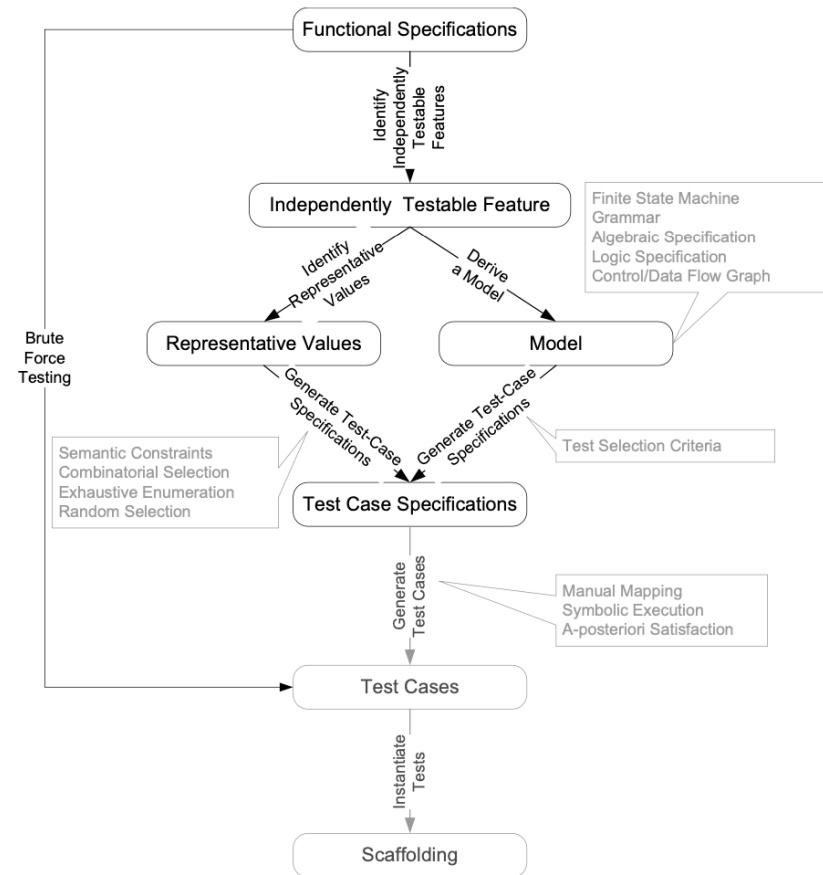 Functional Specifications
Identify
Independently
Testable
Features
Independently Testable Feature
Finite State Machine
Grammar
Algebraic Specification
Logic Specification
Control/Data Flow Graph
Identify
Representative
Values
Derive
a Model
Brute
Force
Testing
Representative Values
Model
Generate Test-Case
Specifications
Generate Test-Case
Specifications
Semantic Constraints
Combinatorial Selection
Exhaustive Enumeration
Random Selection
Test Selection Criteria
Test Case Specifications
Generate
Test Cases
Manual Mapping
Symbolic Execution
A-posteriori Satisfaction
Test Cases
Instantiate
Tests
Scaffolding